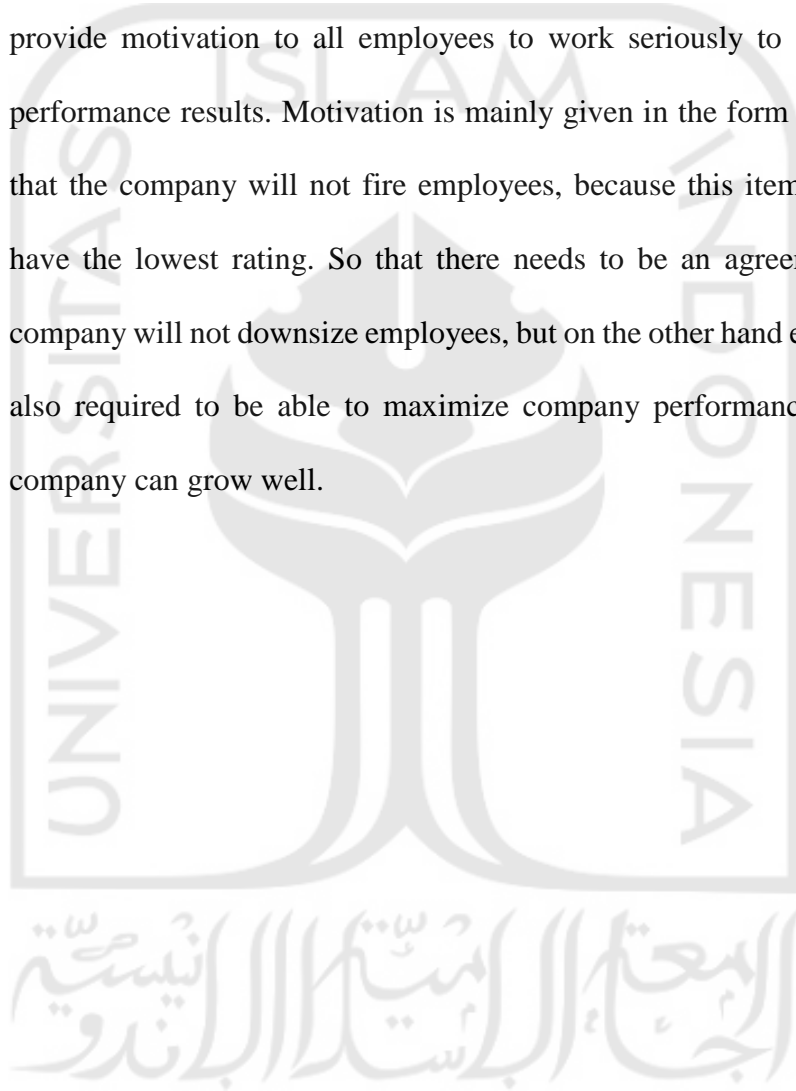 ISLAM
UNIVERSITAS
INDONESIA
provide motivation to all employees to work seriously to
performance results. Motivation is mainly given in the form
that the company will not fire employees, because this item
have the lowest rating. So that there needs to be an agree
company will not downsize employees, but on the other hand e
also required to be able to maximize company performanc
company can grow well.